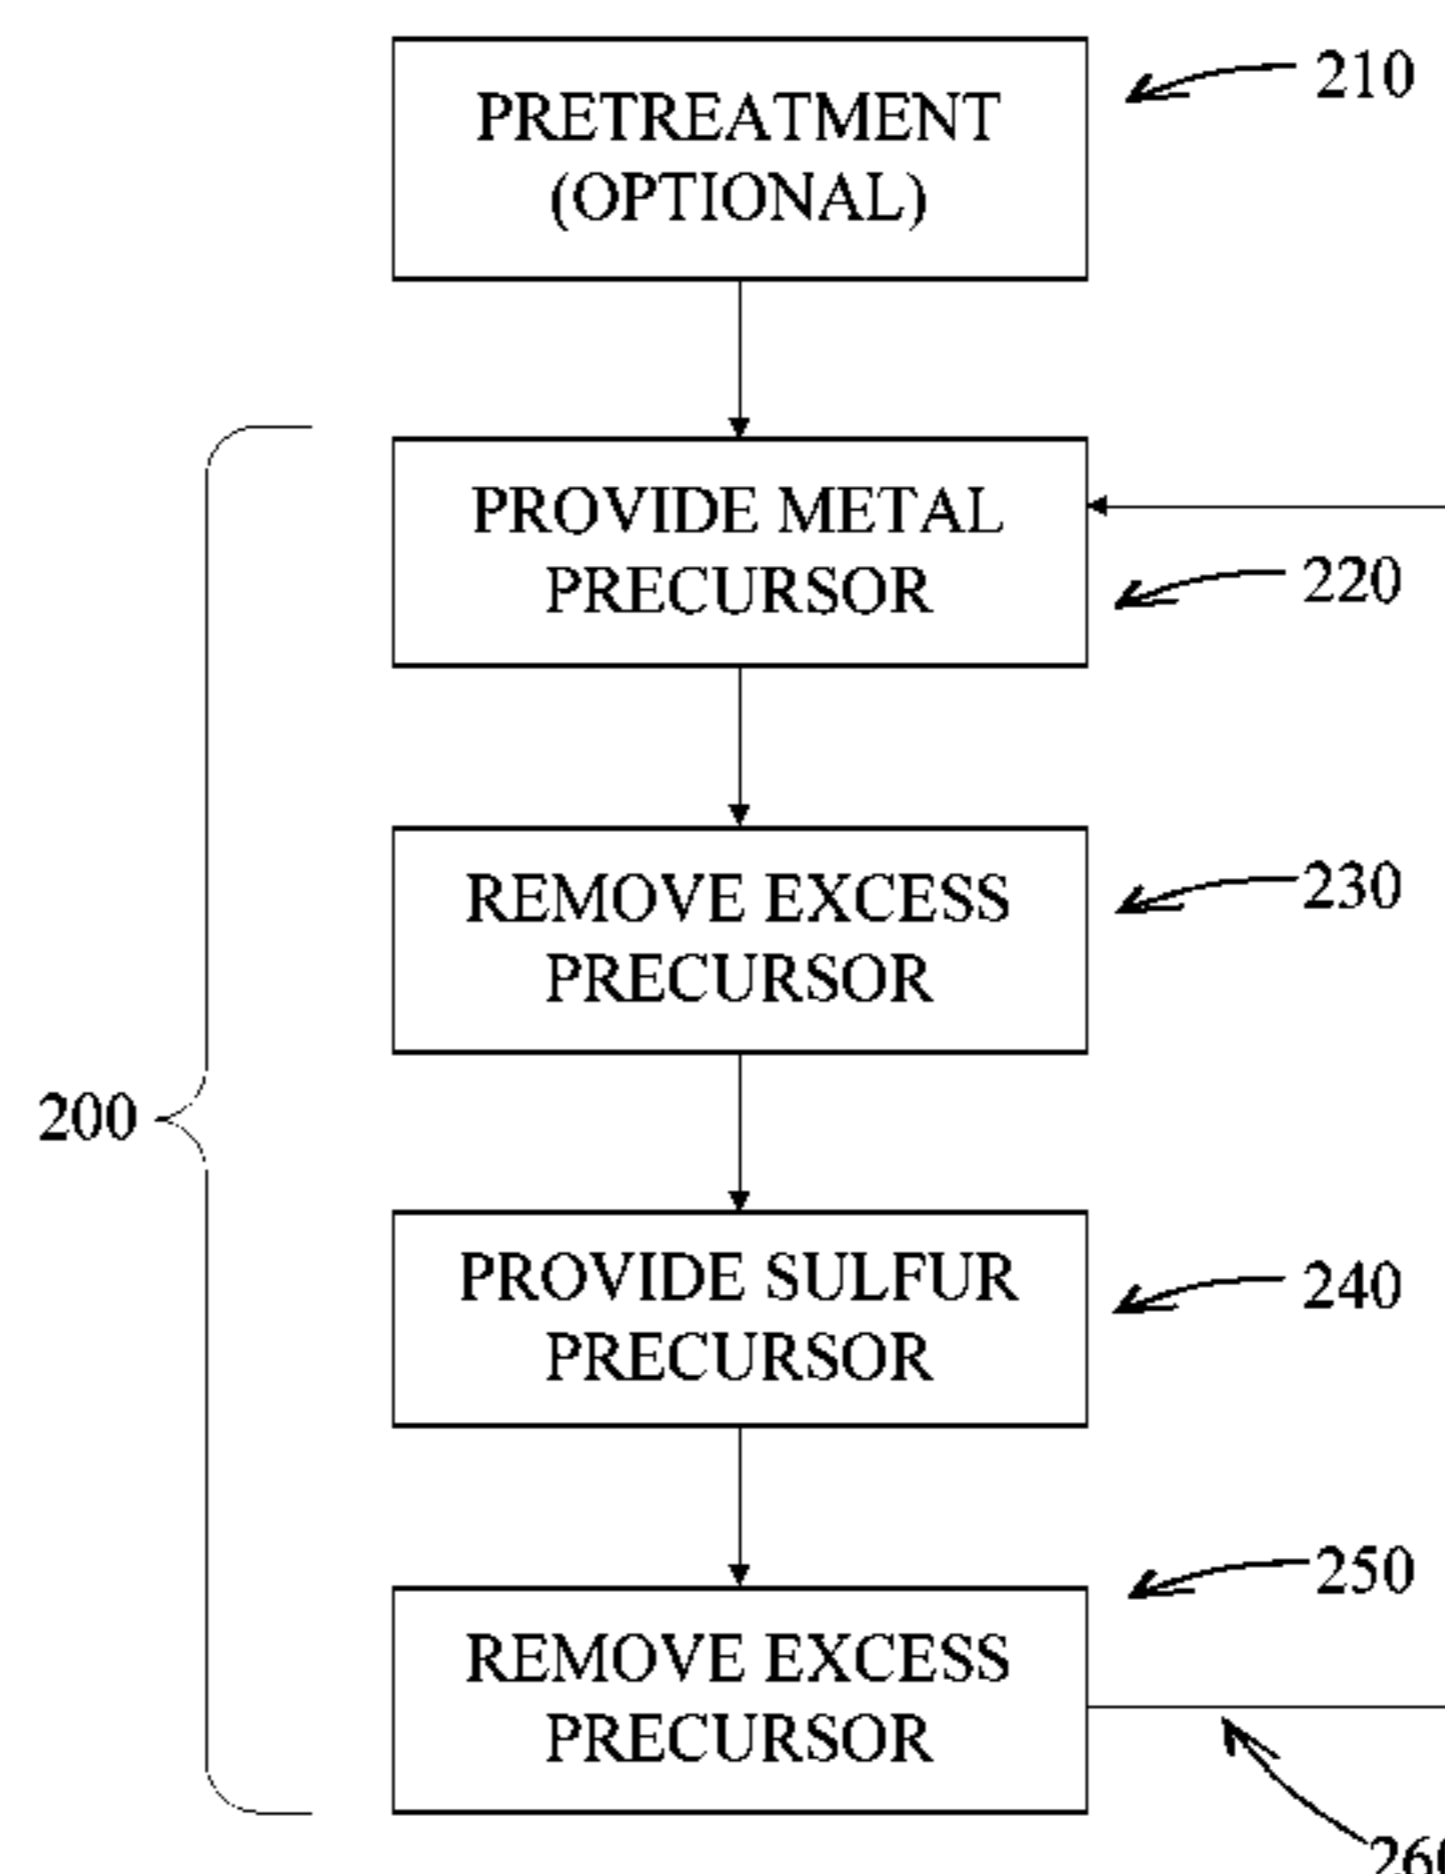 PRETREATMENT
(OPTIONAL)
210
PROVIDE METAL
PRECURSOR
220
REMOVE EXCESS
PRECURSOR
230
200
PROVIDE SULFUR
PRECURSOR
240
REMOVE EXCESS
PRECURSOR
250